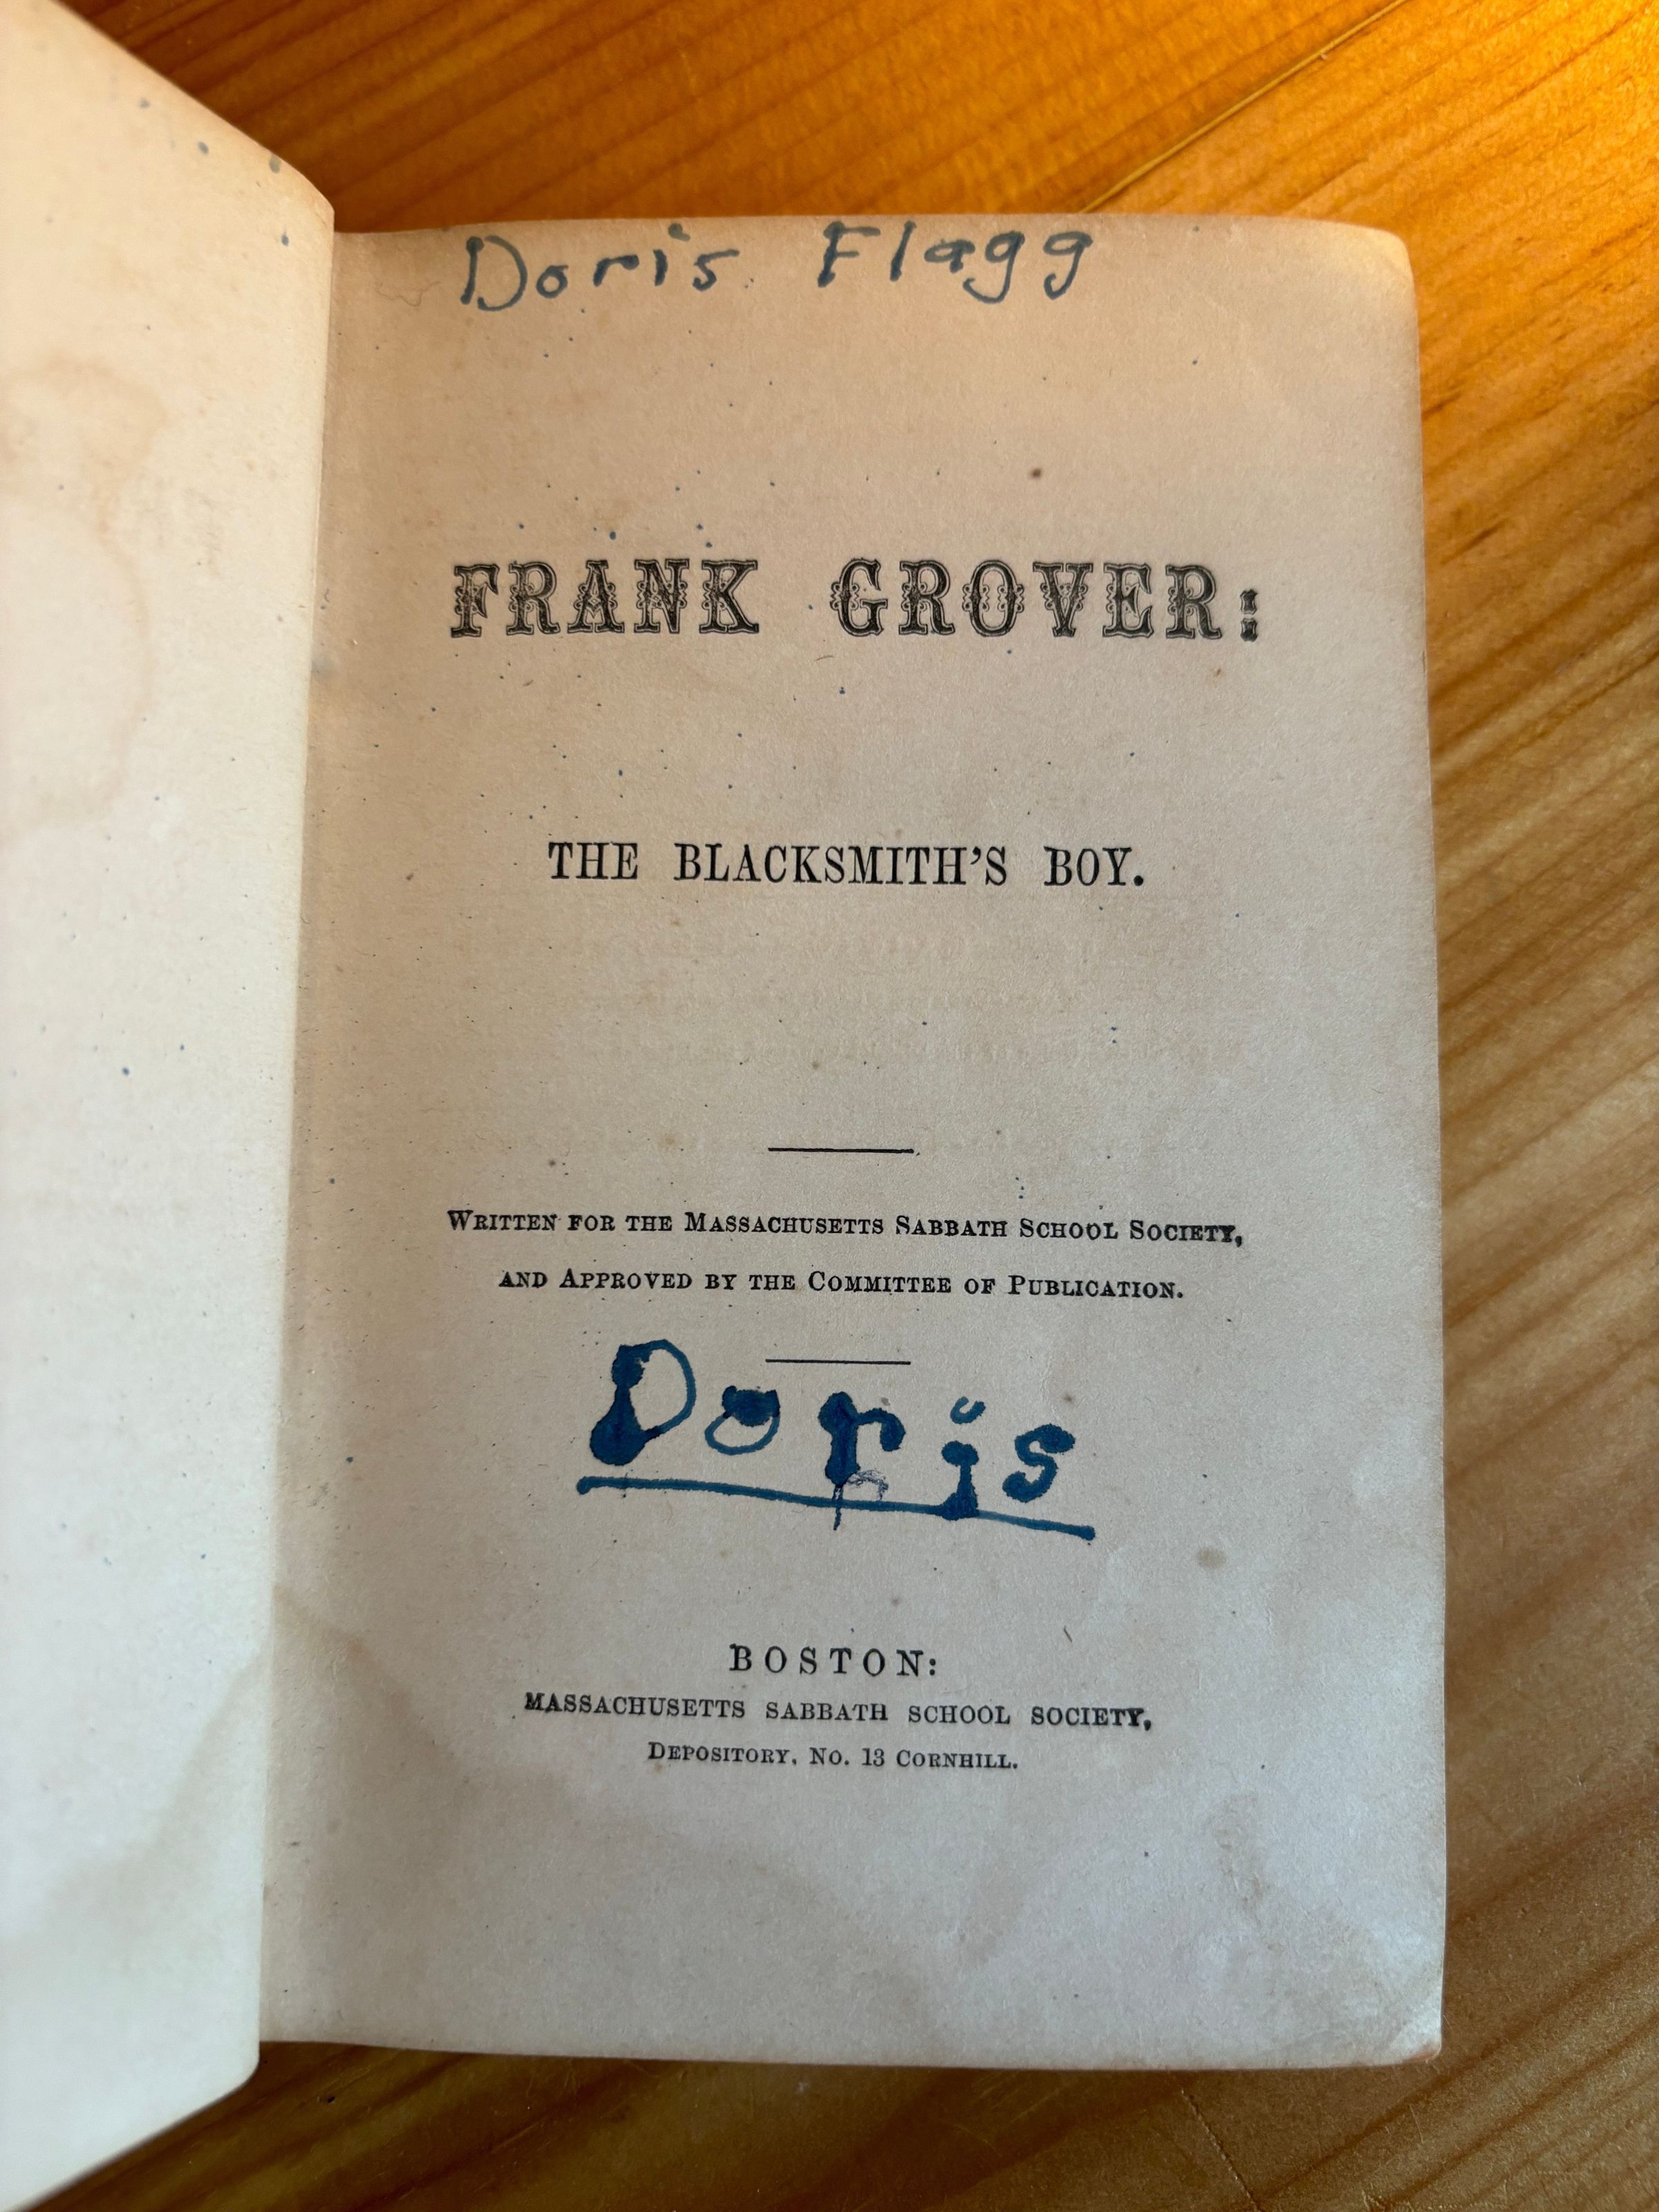 Doris Flagg
FRANK GROVER:
THE BLACKSMITH'S BOY.
WRITTEN FOR THE MASSACHUSETTS SABBATH SCHOOL SOCIETY,
AND APPROVED BY THE COMMITTEE OF PUBLICATION.
Doris
BOSTON:
MASSACHUSETTS SABBATH SCHOOL SOCIETY,
DEPOSITORY, NO. 13 CORNHILL.